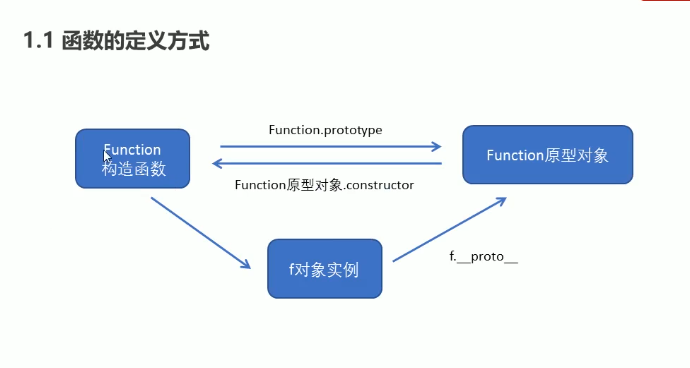 1.1 函数的定义方式
Function.prototype
Function
构造函数
Function原型对象
Function原型对象.constructor
f对象实例
f.__proto__